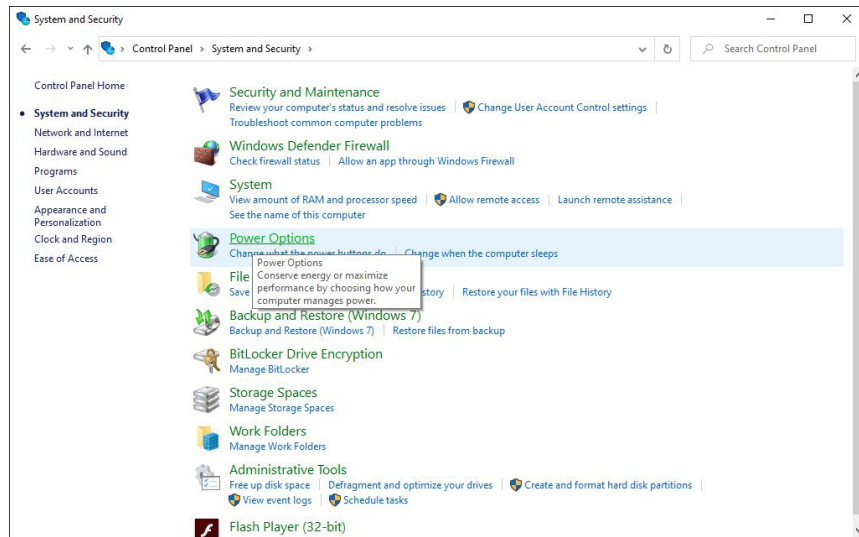 System and Security
Control Panel › System and Security ›
Search Control Panel
Control Panel Home
System and Security
Network and Internet
Hardware and Sound
Programs
User Accounts
Appearance and
Personalization
Clock and Region
Ease of Access
Security and Maintenance
Review your computer's status and resolve issues | Change User Account Control settings |
Troubleshoot common computer problems
Windows Defender Firewall
Check firewall status | Allow an app through Windows Firewall
System
View amount of RAM and processor speed | Allow remote access | Launch remote assistance |
See the name of this computer
Power Options
Change what the power buttons do | Change when the computer sleeps
Power Options
Conserve energy or maximize
performance by choosing how your
computer manages power.
File
Save | Restore your files with File History
Backup and Restore (Windows 7)
Backup and Restore (Windows 7) | Restore files from backup
BitLocker Drive Encryption
Manage BitLocker
Storage Spaces
Manage Storage Spaces
Work Folders
Manage Work Folders
Administrative Tools
Free up disk space | Defragment and optimize your drives | Create and format hard disk partitions |
View event logs | Schedule tasks
Flash Player (32-bit)